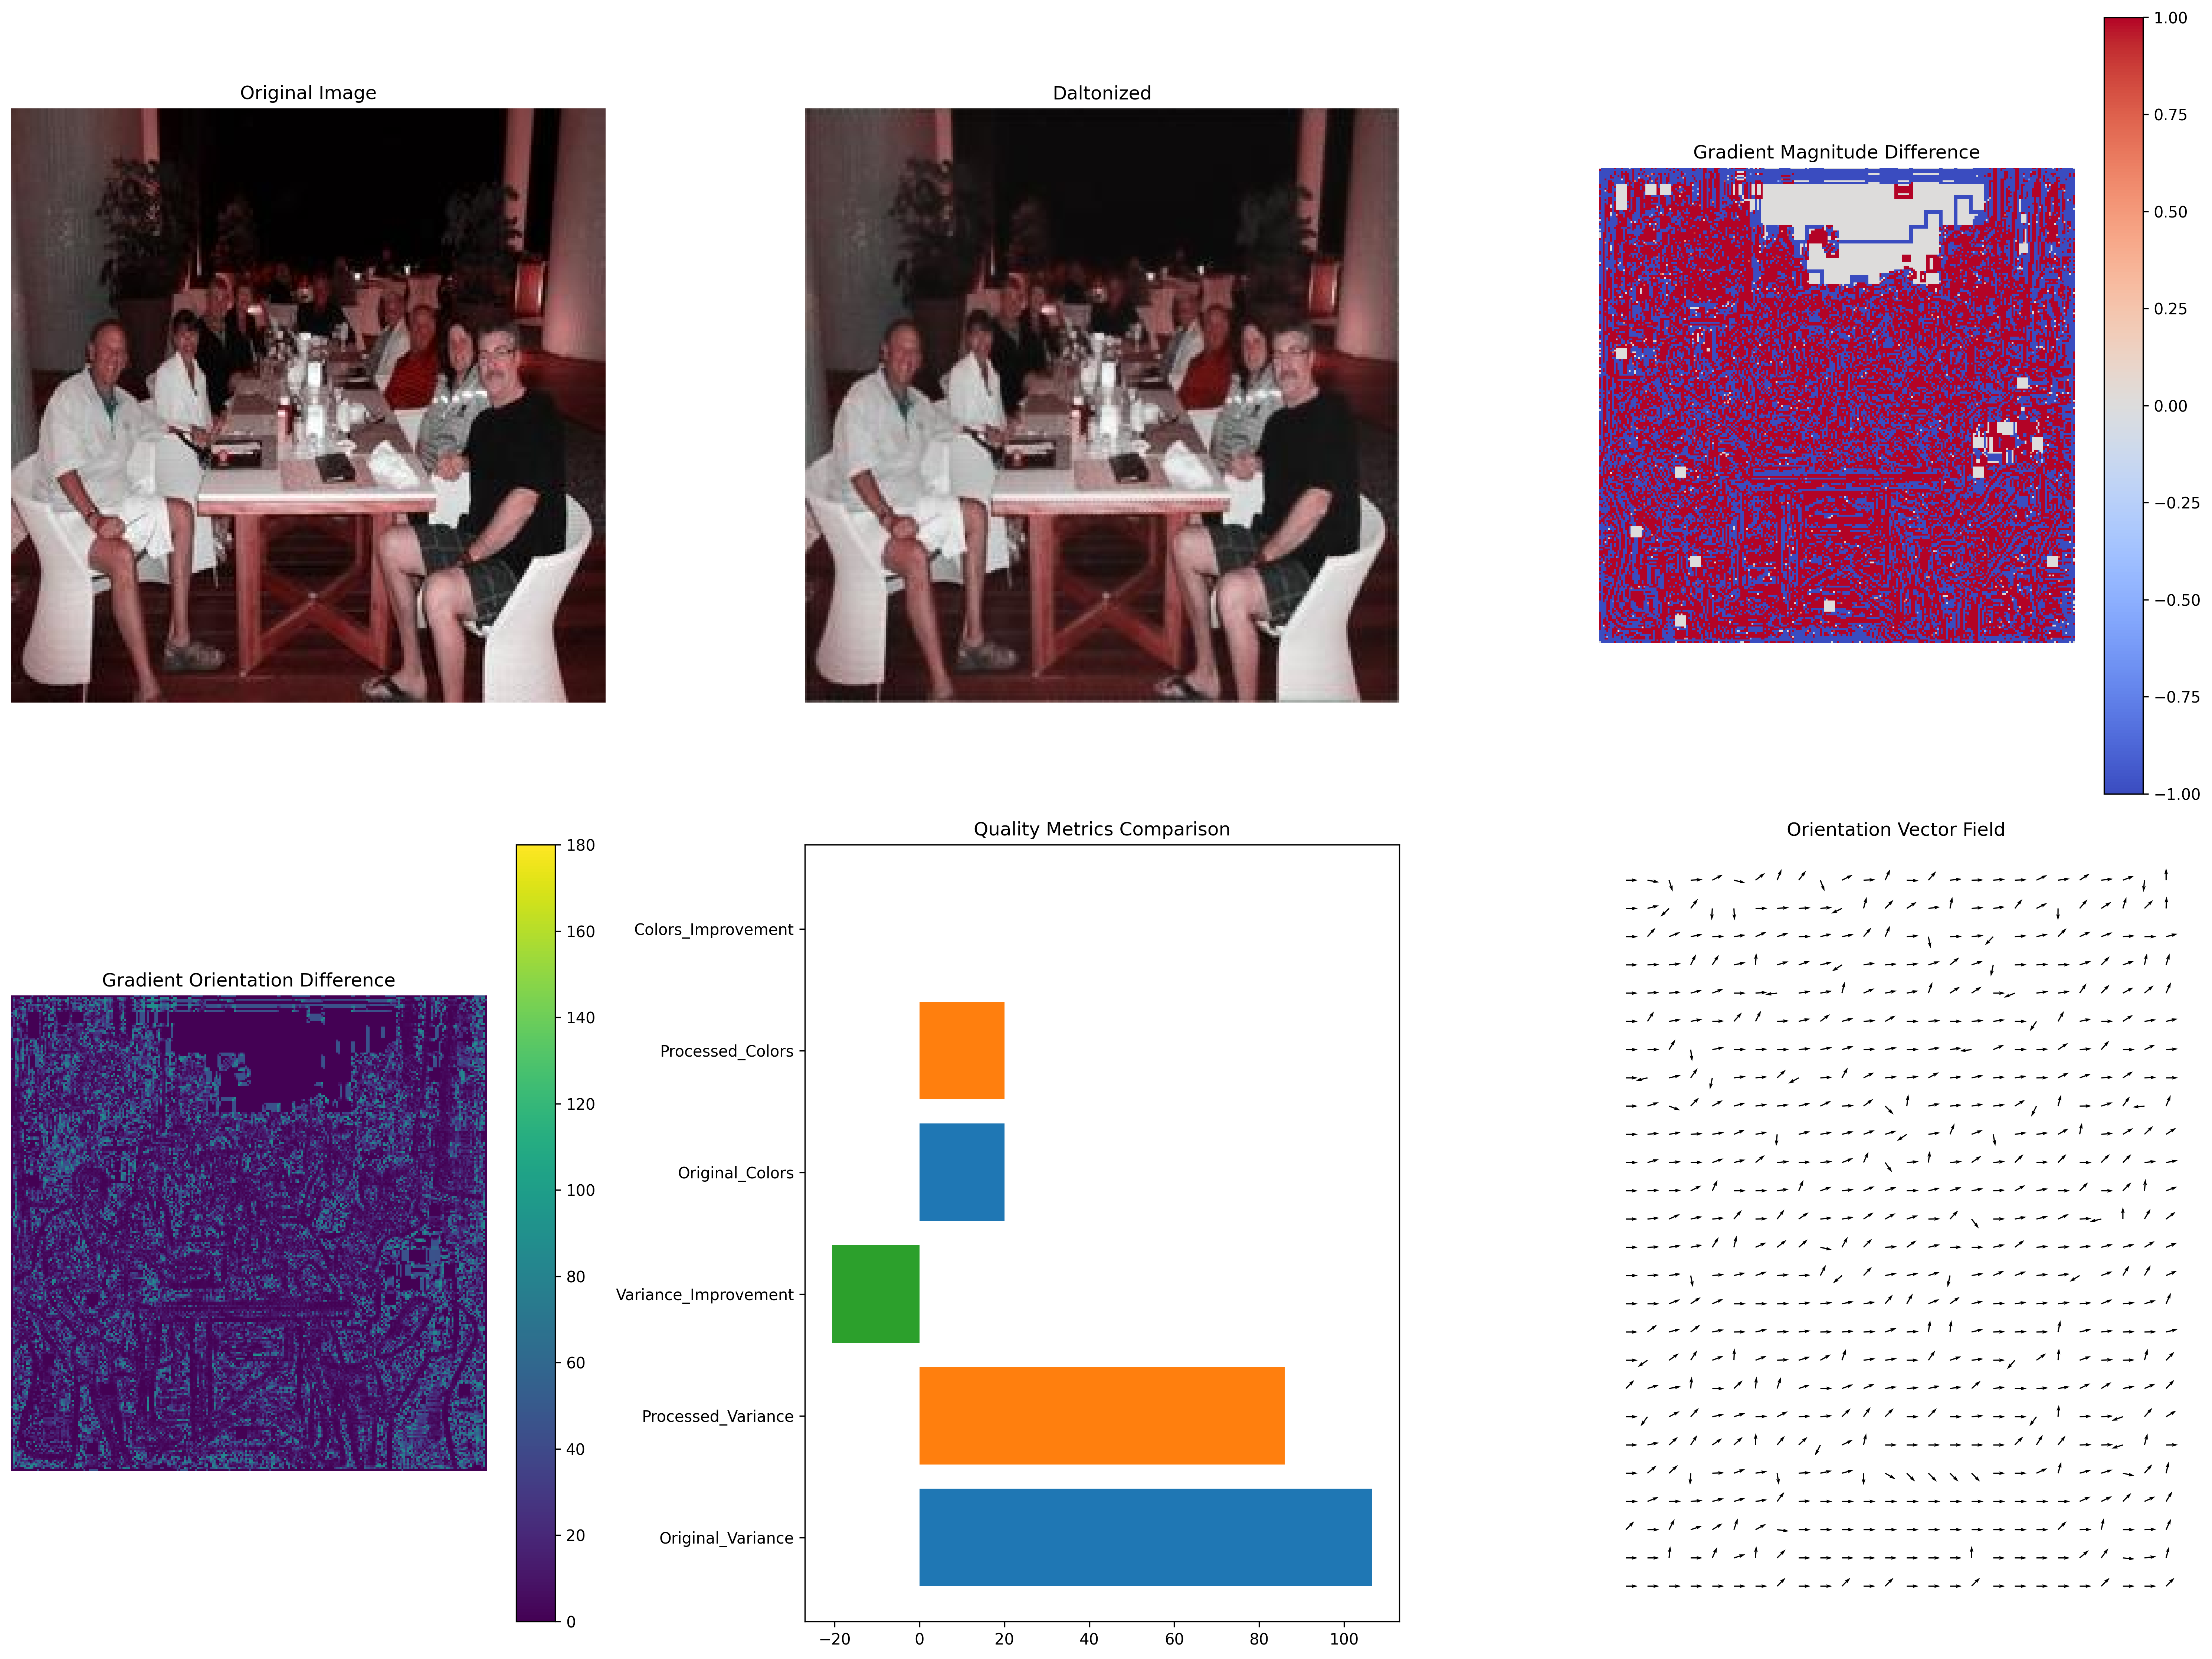 Original Image
Daltonized
Gradient Magnitude Difference
1.00
0.75
0.50
0.25
0.00
−0.25
−0.50
−0.75
−1.00
Gradient Orientation Difference
180
160
140
120
100
80
60
40
20
0
Quality Metrics Comparison
Colors_Improvement
Processed_Colors
Original_Colors
Variance_Improvement
Processed_Variance
Original_Variance
−20 0 20 40 60 80 100
Orientation Vector Field